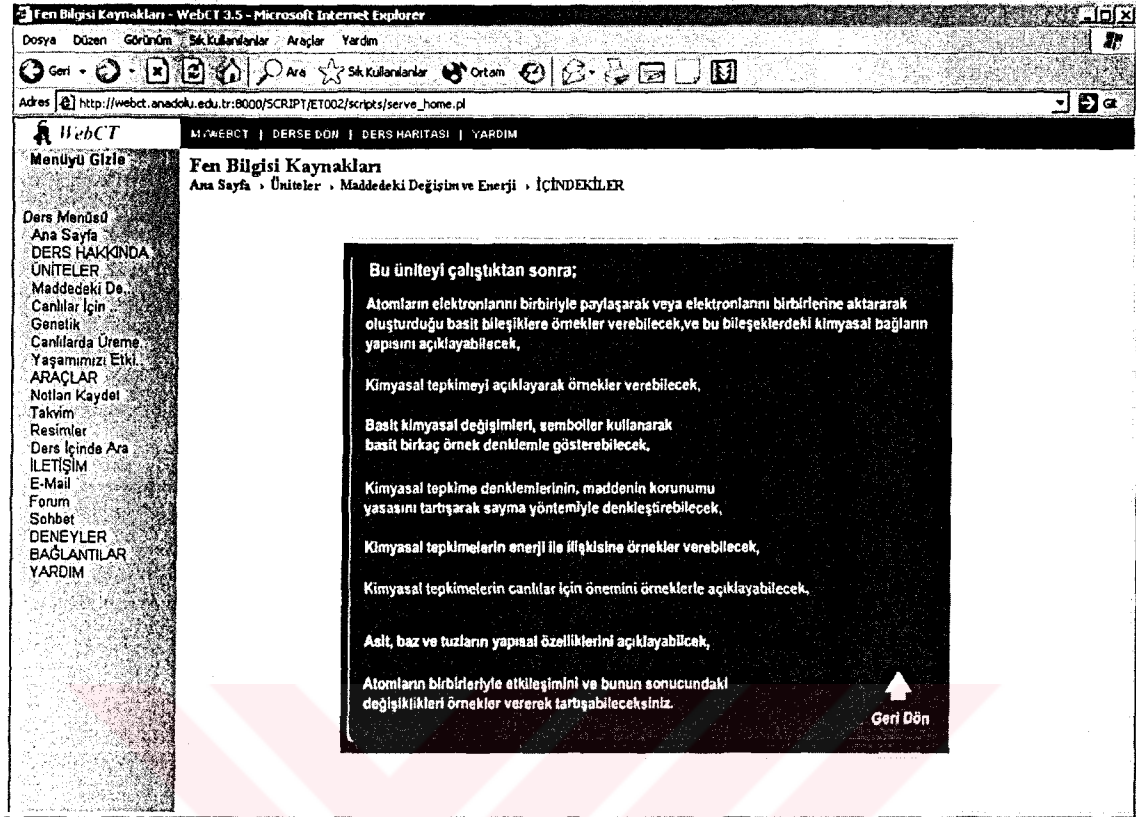 Fen Bilgisi Kaynakları - WebCT 3.5 - Microsoft Internet Explorer
Dosya Düzen Görünüm Sık Kullanılanlar Araçlar Yardım
Geri Ara Sık Kullanılanlar Ortam
Adres http://webct.anadolu.edu.tr:8000/SCRIPT/ET002/scripts/serve_home.pl Git
WebCT
MYWEBCT | DERSE DÖN | DERS HARİTASI | YARDIM
Menüyü Gizle
Fen Bilgisi Kaynakları
Ana Sayfa › Üniteler › Maddedeki Değişim ve Enerji › İÇİNDEKİLER
Ders Menüsü
Ana Sayfa
DERS HAKKINDA
ÜNİTELER
Maddedeki De...
Canlılar İçin ...
Genetik
Canlılarda Üreme...
Yaşamımızı Etki...
ARAÇLAR
Notları Kaydet
Takvim
Resimler
Ders İçinde Ara
İLETİŞİM
E-Mail
Forum
Sohbet
DENEYLER
BAĞLANTILAR
YARDIM
Bu üniteyi çalıştıktan sonra;
Atomların elektronlarını birbiriyle paylaşarak veya elektronlarını birbirlerine aktararak
oluşturduğu basit bileşiklere örnekler verebilecek,ve bu bileşeklerdeki kimyasal bağların
yapısını açıklayabilecek,
Kimyasal tepkimeyi açıklayarak örnekler verebilecek,
Basit kimyasal değişimleri, semboller kullanarak
basit birkaç örnek denklemle gösterebilecek,
Kimyasal tepkime denklemlerinin, maddenin korunumu
yasasını tartışarak sayma yöntemiyle denkleştirebilecek,
Kimyasal tepkimelerin enerji ile ilişkisine örnekler verebilecek,
Kimyasal tepkimelerin canlılar için önemini örneklerle açıklayabilecek,
Asit, baz ve tuzların yapısal özelliklerini açıklayabilcek,
Atomların birbirleriyle etkileşimini ve bunun sonucundaki
değişiklikleri örnekler vererek tartışabileceksiniz.
Geri Dön